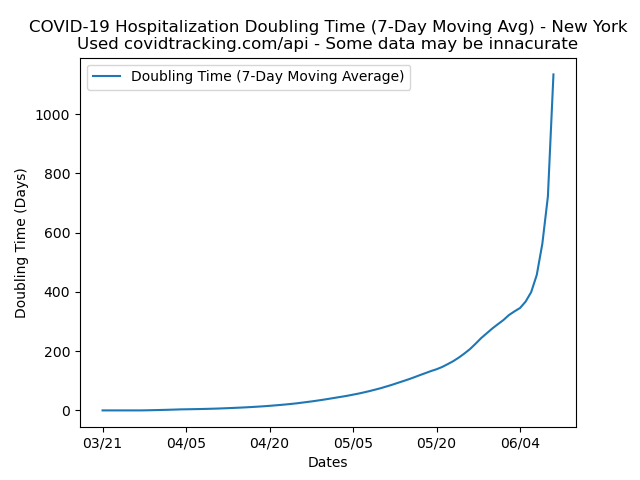 COVID-19 Hospitalization Doubling Time (7-Day Moving Avg) - New York
Used covidtracking.com/api - Some data may be innacurate
Doubling Time (7-Day Moving Average)
1000
800
600
400
200
0
Doubling Time (Days)
03/21 04/05 04/20 05/05 05/20 06/04
Dates